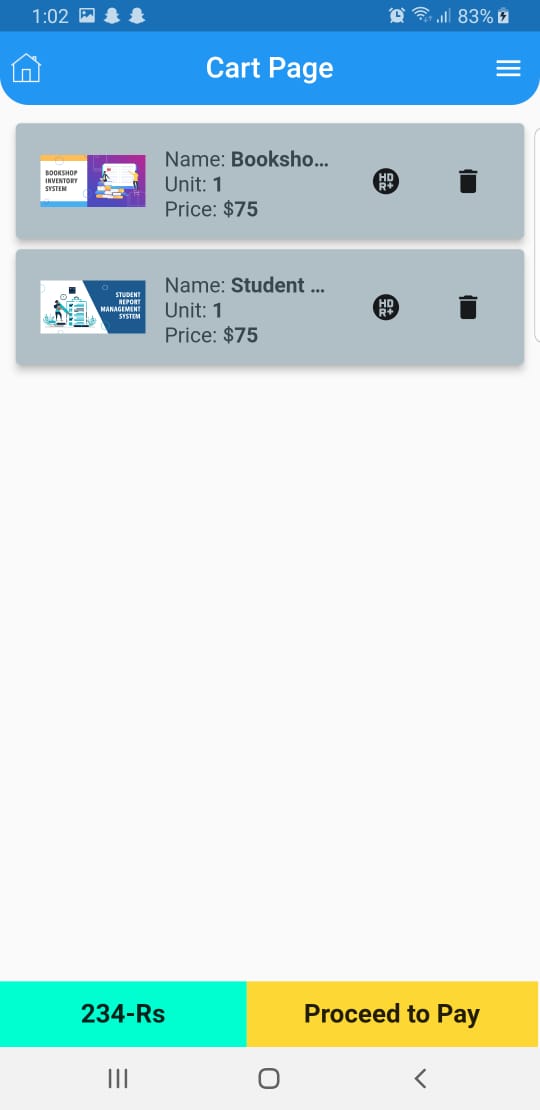 1:02
83%
Cart Page
BOOKSHOP
INVENTORY
SYSTEM
Name: Booksho...
Unit: 1
Price: $75
HD
R+
STUDENT
REPORT
MANAGEMENT
SYSTEM
Name: Student ...
Unit: 1
Price: $75
HD
R+
234-Rs
Proceed to Pay